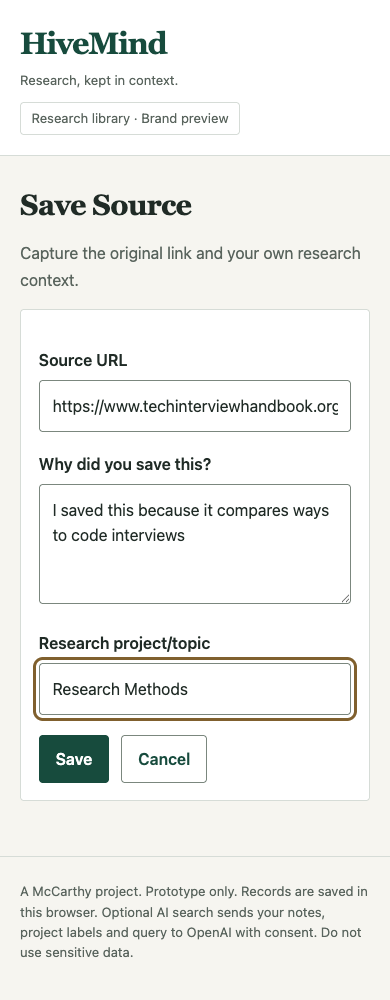 HiveMind
Research, kept in context.
Research library · Brand preview
Save Source
Capture the original link and your own research
context.
Source URL
https://www.techinterviewhandbook.org
Why did you save this?
I saved this because it compares ways
to code interviews
Research project/topic
Research Methods
Save
Cancel
A McCarthy project. Prototype only. Records are saved in
this browser. Optional AI search sends your notes,
project labels and query to OpenAI with consent. Do not
use sensitive data.